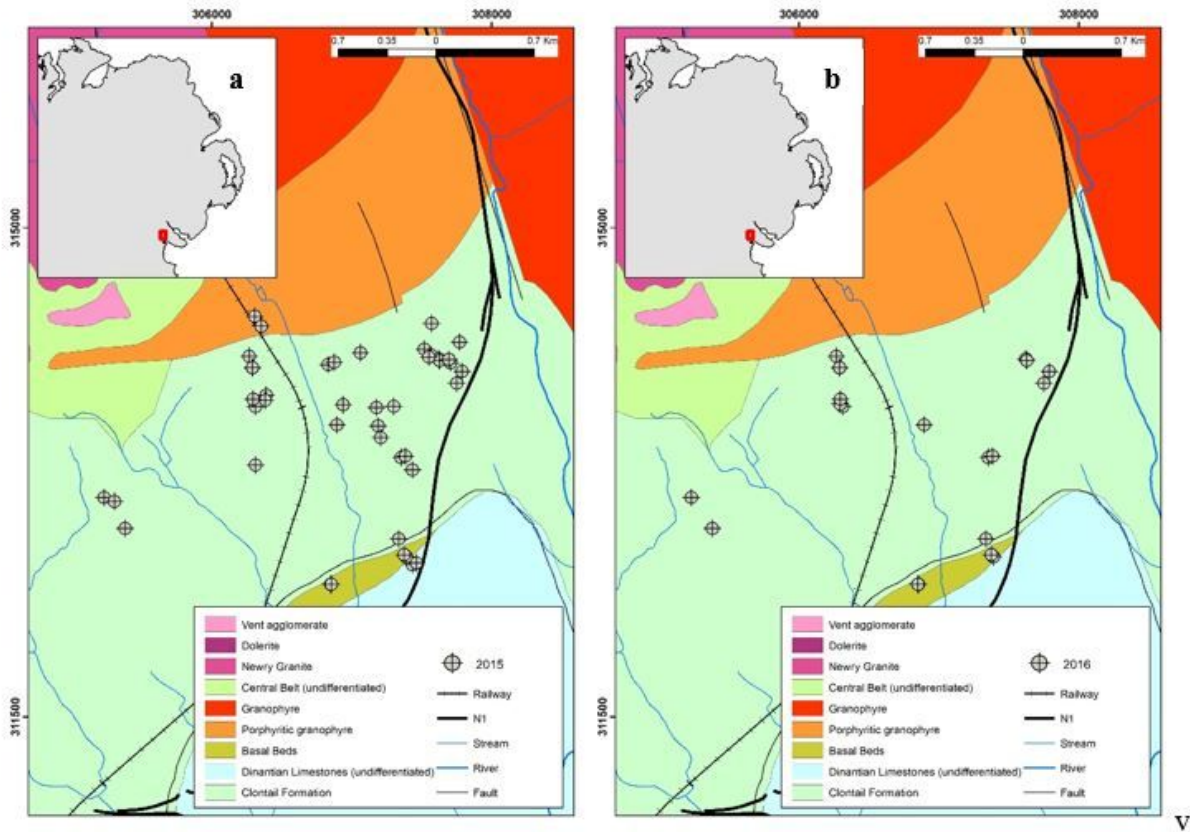 306000 308000
0.7 0.35 0 0.7 Km
a
315000
311500
Vent agglomerate
Dolerite
Newry Granite
Central Belt (undifferentiated)
Granophyre
Porphyritic granophyre
Basal Beds
Dinantian Limestones (undifferentiated)
Clontail Formation
2015
Railway
N1
Stream
River
Fault
306000 308000
0.7 0.35 0 0.7 Km
b
315000
311500
Vent agglomerate
Dolerite
Newry Granite
Central Belt (undifferentiated)
Granophyre
Porphyritic granophyre
Basal Beds
Dinantian Limestones (undifferentiated)
Clontail Formation
2016
Railway
N1
Stream
River
Fault
v